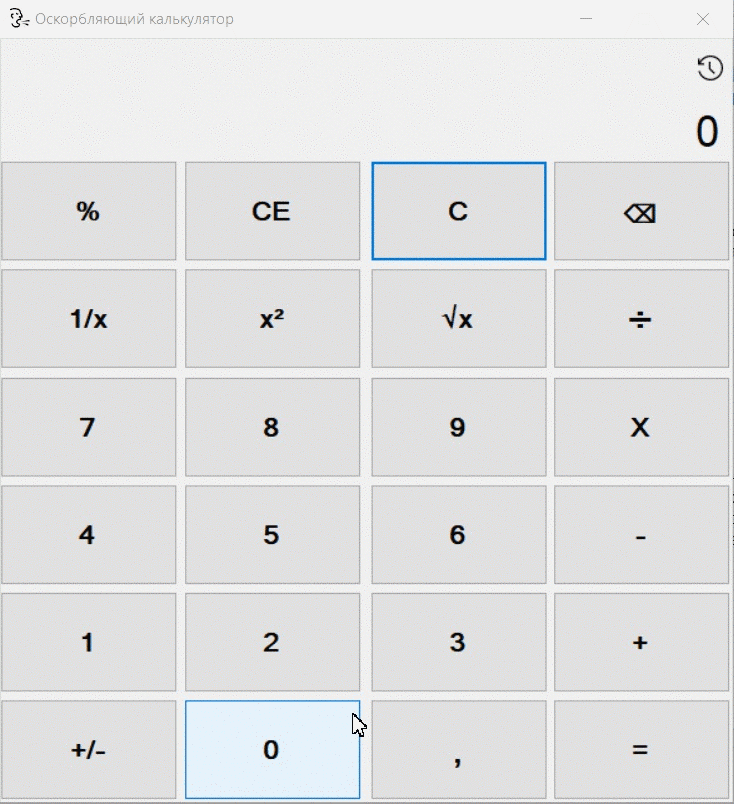 Оскорбляющий калькулятор
0
% CE C ⌫
1/x x² √x ÷
7 8 9 X
4 5 6 -
1 2 3 +
+/- 0 , =